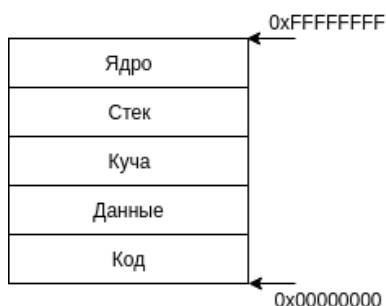 0xFFFFFFFF
Ядро
Стек
Куча
Данные
Код
0x00000000